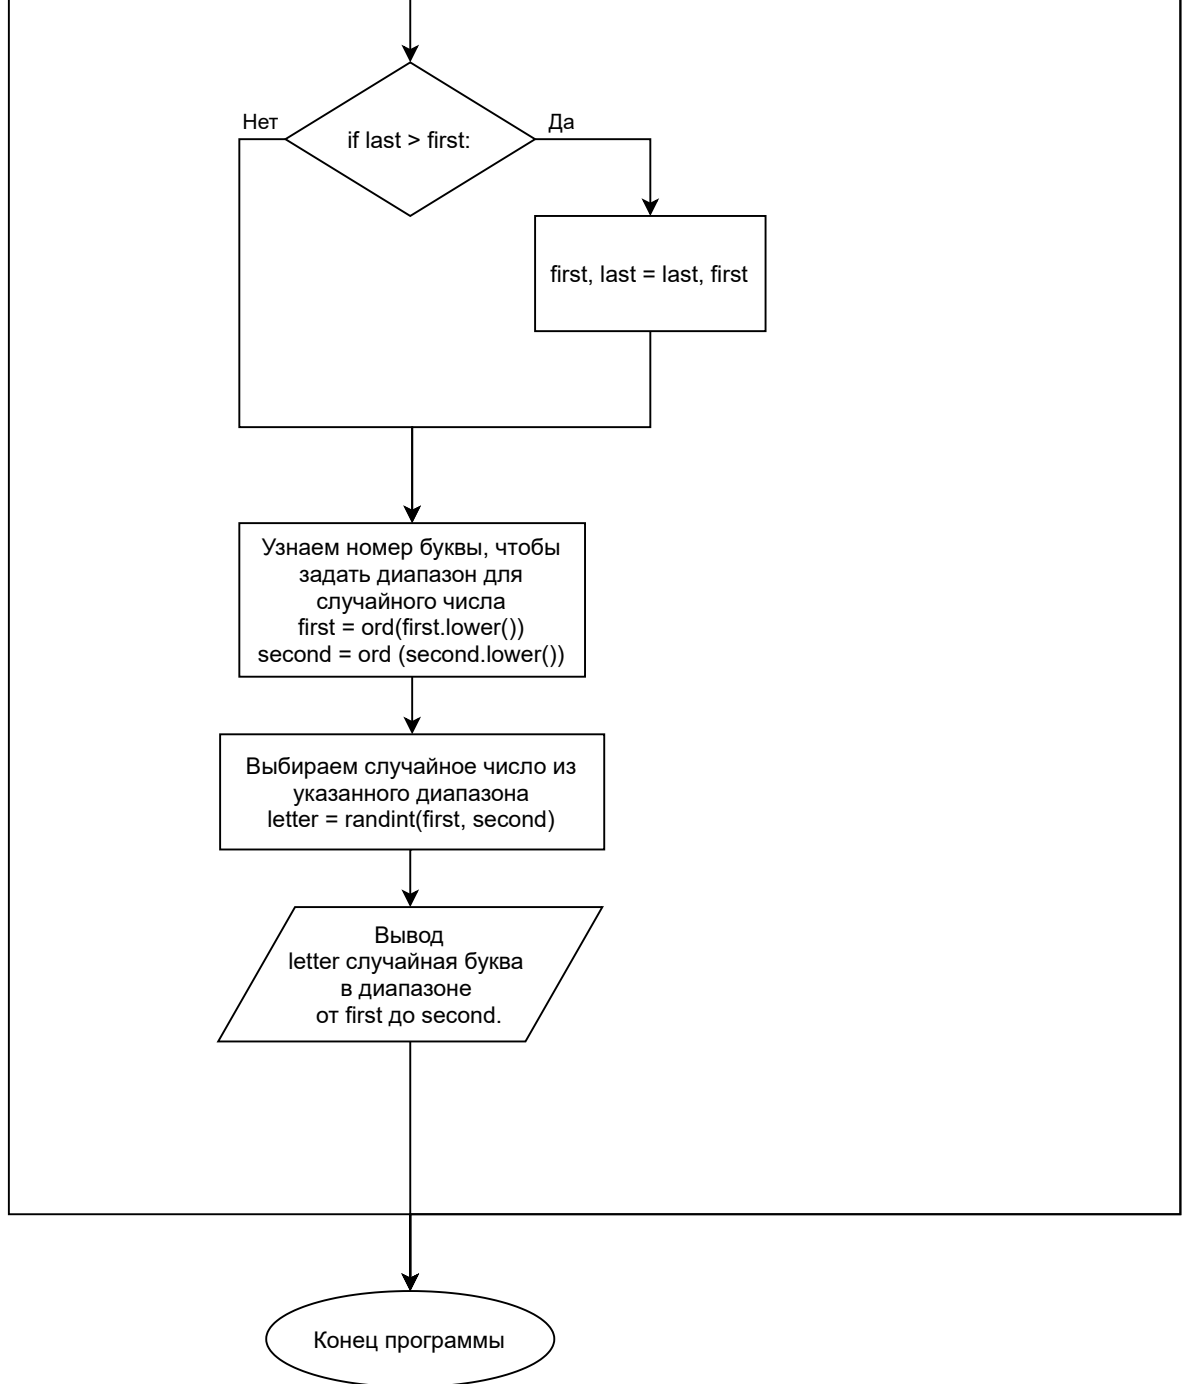 Нет
Да
if last > first:
first, last = last, first
Узнаем номер буквы, чтобы
задать диапазон для
случайного числа
first = ord(first.lower())
second = ord (second.lower())
Выбираем случайное число из
указанного диапазона
letter = randint(first, second)
Вывод
letter случайная буква
в диапазоне
от first до second.
Конец программы